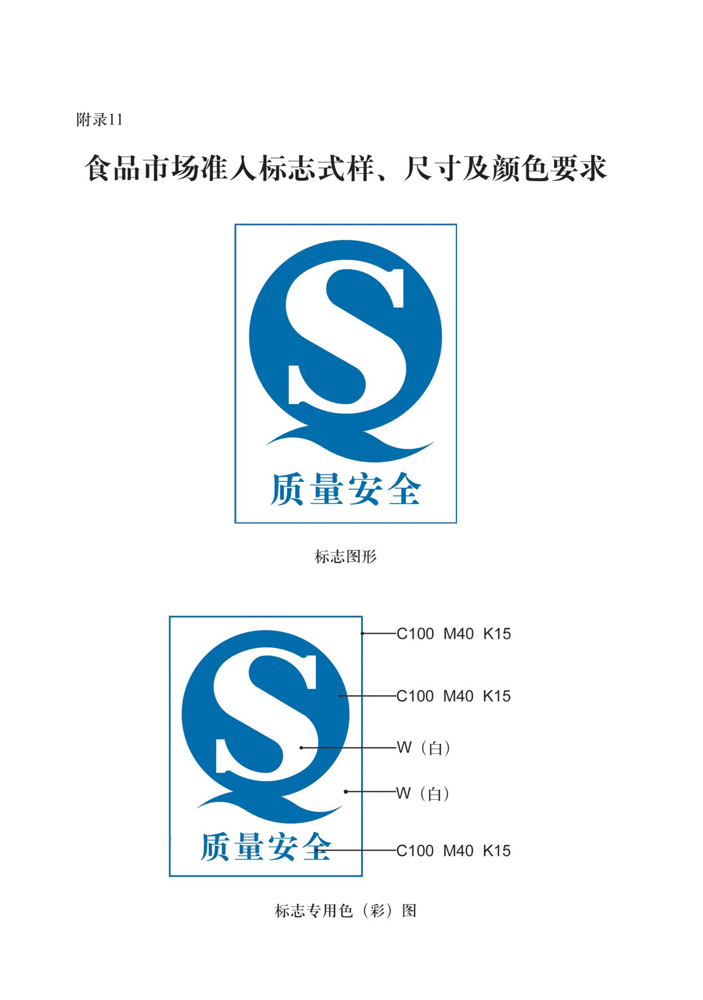 附录11
食品市场准入标志式样、尺寸及颜色要求
S
质量安全
标志图形
C100 M40 K15
C100 M40 K15
S
W（白）
W（白）
质量安全
C100 M40 K15
标志专用色（彩）图